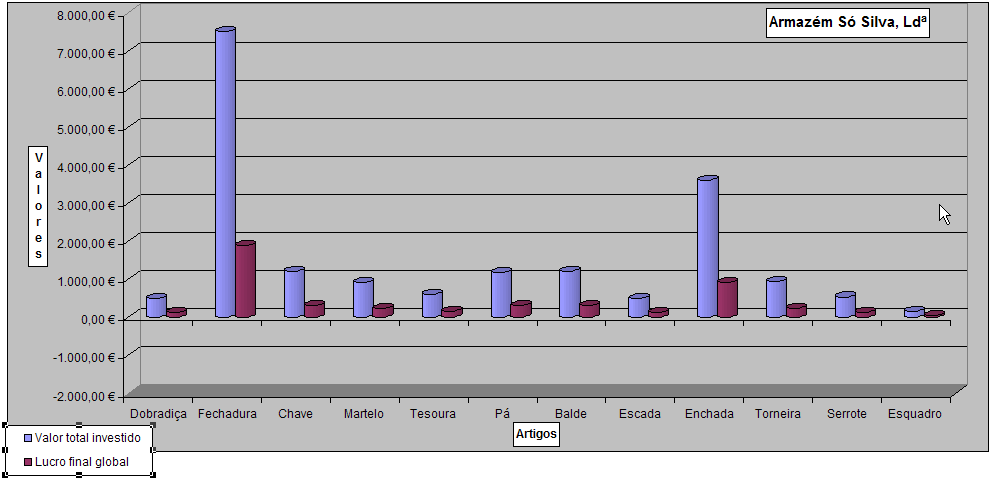 Armazém Só Silva, Ldª
8.000,00 €
7.000,00 €
6.000,00 €
5.000,00 €
4.000,00 €
3.000,00 €
2.000,00 €
1.000,00 €
0,00 €
-1.000,00 €
-2.000,00 €
Valores
Dobradiça Fechadura Chave Martelo Tesoura Pá Balde Escada Enchada Torneira Serrote Esquadro
Artigos
Valor total investido
Lucro final global